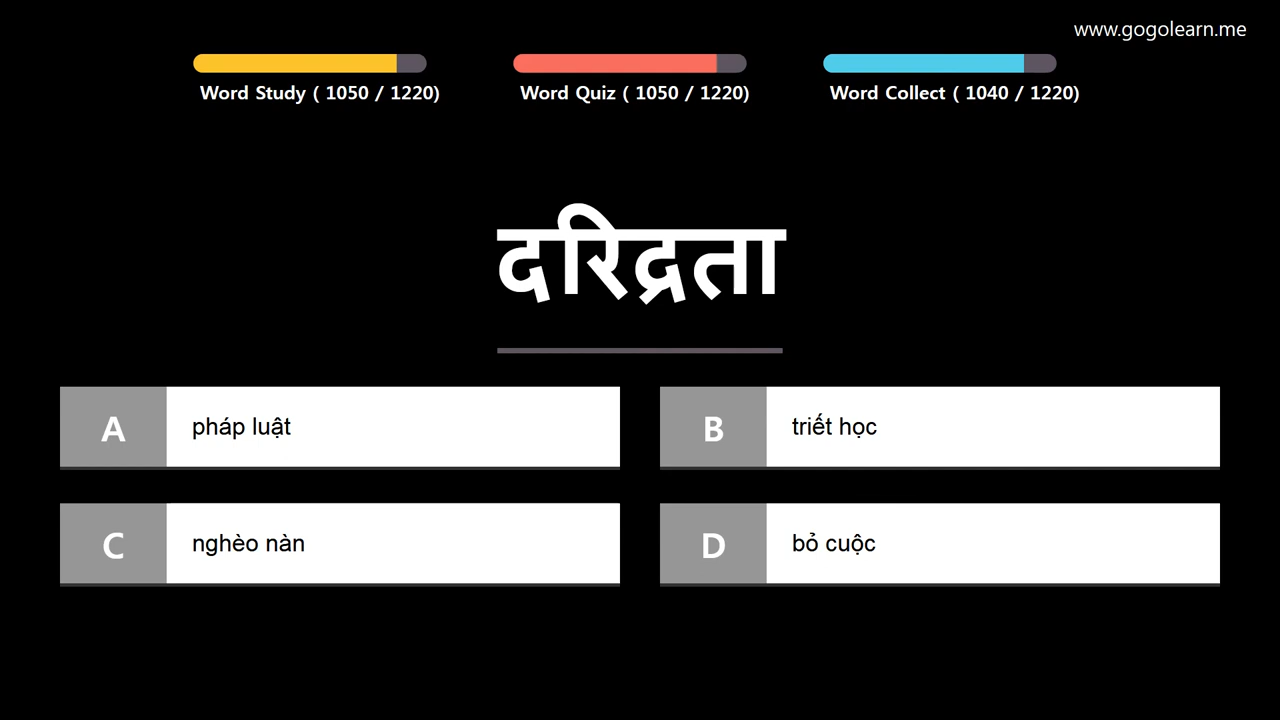 www.gogolearn.me
Word Study ( 1050 / 1220)
Word Quiz ( 1050 / 1220)
Word Collect ( 1040 / 1220)
दरिद्रता
A pháp luật
B triết học
C nghèo nàn
D bỏ cuộc